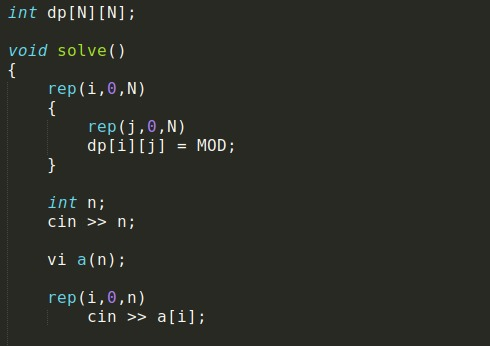 int dp[N][N];
void solve()
{
rep(i,0,N)
{
rep(j,0,N)
dp[i][j] = MOD;
}
int n;
cin >> n;
vi a(n);
rep(i,0,n)
cin >> a[i];